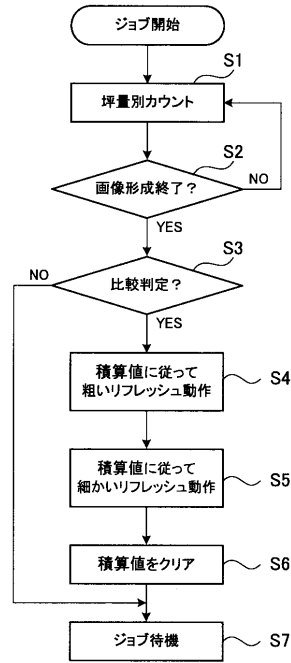 ジョブ開始
S1
坪量別カウント
S2
画像形成終了?
NO
YES
S3
NO
比較判定?
YES
積算値に従って
粗いリフレッシュ動作
S4
積算値に従って
細かいリフレッシュ動作
S5
積算値をクリア
S6
ジョブ待機
S7